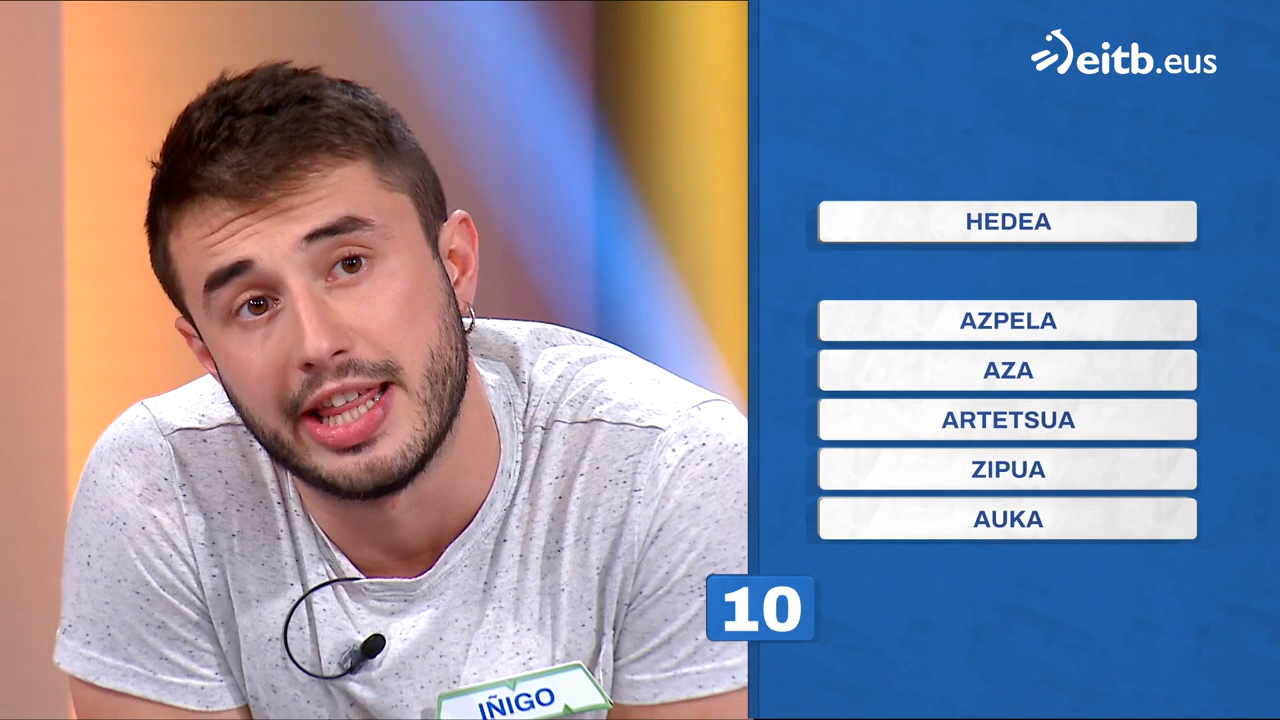 eitb.eus
HEDEA
AZPELA
AZA
ARTETSUA
ZIPUA
AUKA
10
IÑIGO